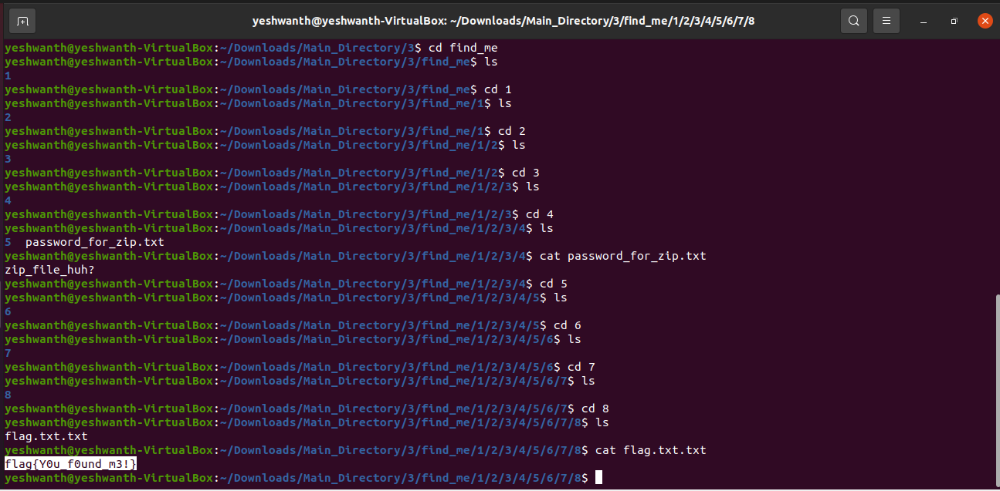 yeshwanth@yeshwanth-VirtualBox: ~/Downloads/Main_Directory/3/find_me/1/2/3/4/5/6/7/8
yeshwanth@yeshwanth-VirtualBox:~/Downloads/Main_Directory/3$ cd find_me
yeshwanth@yeshwanth-VirtualBox:~/Downloads/Main_Directory/3/find_me$ ls
1
yeshwanth@yeshwanth-VirtualBox:~/Downloads/Main_Directory/3/find_me$ cd 1
yeshwanth@yeshwanth-VirtualBox:~/Downloads/Main_Directory/3/find_me/1$ ls
2
yeshwanth@yeshwanth-VirtualBox:~/Downloads/Main_Directory/3/find_me/1$ cd 2
yeshwanth@yeshwanth-VirtualBox:~/Downloads/Main_Directory/3/find_me/1/2$ ls
3
yeshwanth@yeshwanth-VirtualBox:~/Downloads/Main_Directory/3/find_me/1/2$ cd 3
yeshwanth@yeshwanth-VirtualBox:~/Downloads/Main_Directory/3/find_me/1/2/3$ ls
4
yeshwanth@yeshwanth-VirtualBox:~/Downloads/Main_Directory/3/find_me/1/2/3$ cd 4
yeshwanth@yeshwanth-VirtualBox:~/Downloads/Main_Directory/3/find_me/1/2/3/4$ ls
5  password_for_zip.txt
yeshwanth@yeshwanth-VirtualBox:~/Downloads/Main_Directory/3/find_me/1/2/3/4$ cat password_for_zip.txt
zip_file_huh?
yeshwanth@yeshwanth-VirtualBox:~/Downloads/Main_Directory/3/find_me/1/2/3/4$ cd 5
yeshwanth@yeshwanth-VirtualBox:~/Downloads/Main_Directory/3/find_me/1/2/3/4/5$ ls
6
yeshwanth@yeshwanth-VirtualBox:~/Downloads/Main_Directory/3/find_me/1/2/3/4/5$ cd 6
yeshwanth@yeshwanth-VirtualBox:~/Downloads/Main_Directory/3/find_me/1/2/3/4/5/6$ ls
7
yeshwanth@yeshwanth-VirtualBox:~/Downloads/Main_Directory/3/find_me/1/2/3/4/5/6$ cd 7
yeshwanth@yeshwanth-VirtualBox:~/Downloads/Main_Directory/3/find_me/1/2/3/4/5/6/7$ ls
8
yeshwanth@yeshwanth-VirtualBox:~/Downloads/Main_Directory/3/find_me/1/2/3/4/5/6/7$ cd 8
yeshwanth@yeshwanth-VirtualBox:~/Downloads/Main_Directory/3/find_me/1/2/3/4/5/6/7/8$ ls
flag.txt.txt
yeshwanth@yeshwanth-VirtualBox:~/Downloads/Main_Directory/3/find_me/1/2/3/4/5/6/7/8$ cat flag.txt.txt
flag{Y0u_f0und_m3!}
yeshwanth@yeshwanth-VirtualBox:~/Downloads/Main_Directory/3/find_me/1/2/3/4/5/6/7/8$